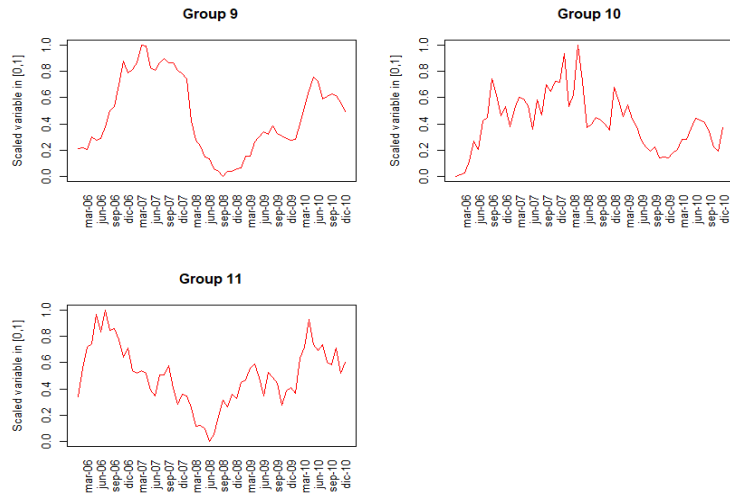 Group 9
Group 10
Scaled variable in [0,1]
0.0 0.2 0.4 0.6 0.8 1.0
mar-06 jun-06 sep-06 dic-06 mar-07 jun-07 sep-07 dic-07 mar-08 jun-08 sep-08 dic-08 mar-09 jun-09 sep-09 dic-09 mar-10 jun-10 sep-10 dic-10
Scaled variable in [0,1]
0.0 0.2 0.4 0.6 0.8 1.0
mar-06 jun-06 sep-06 dic-06 mar-07 jun-07 sep-07 dic-07 mar-08 jun-08 sep-08 dic-08 mar-09 jun-09 sep-09 dic-09 mar-10 jun-10 sep-10 dic-10
Group 11
Scaled variable in [0,1]
0.0 0.2 0.4 0.6 0.8 1.0
mar-06 jun-06 sep-06 dic-06 mar-07 jun-07 sep-07 dic-07 mar-08 jun-08 sep-08 dic-08 mar-09 jun-09 sep-09 dic-09 mar-10 jun-10 sep-10 dic-10